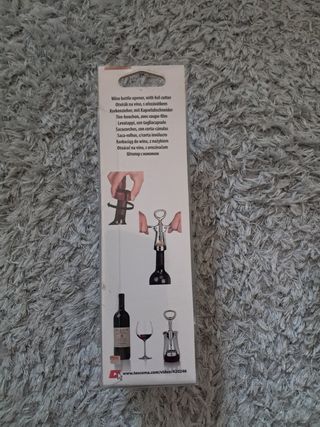 Wine bottle opener, with foil cutter
Otvírák na víno, s ořezávátkem
Korkenzieher, mit Kapselabschneider
Tire-bouchon, avec coupe-film
Levatappi, con tagliacapsule
Sacacorchos, con corta-cápsulas
Saca-rolhas, c/corta invólucro
Korkociąg do wina, z nożykiem
Otvárač na víno, s orezávačom
Штопор с ножиком
www.tescoma.com/video/420246